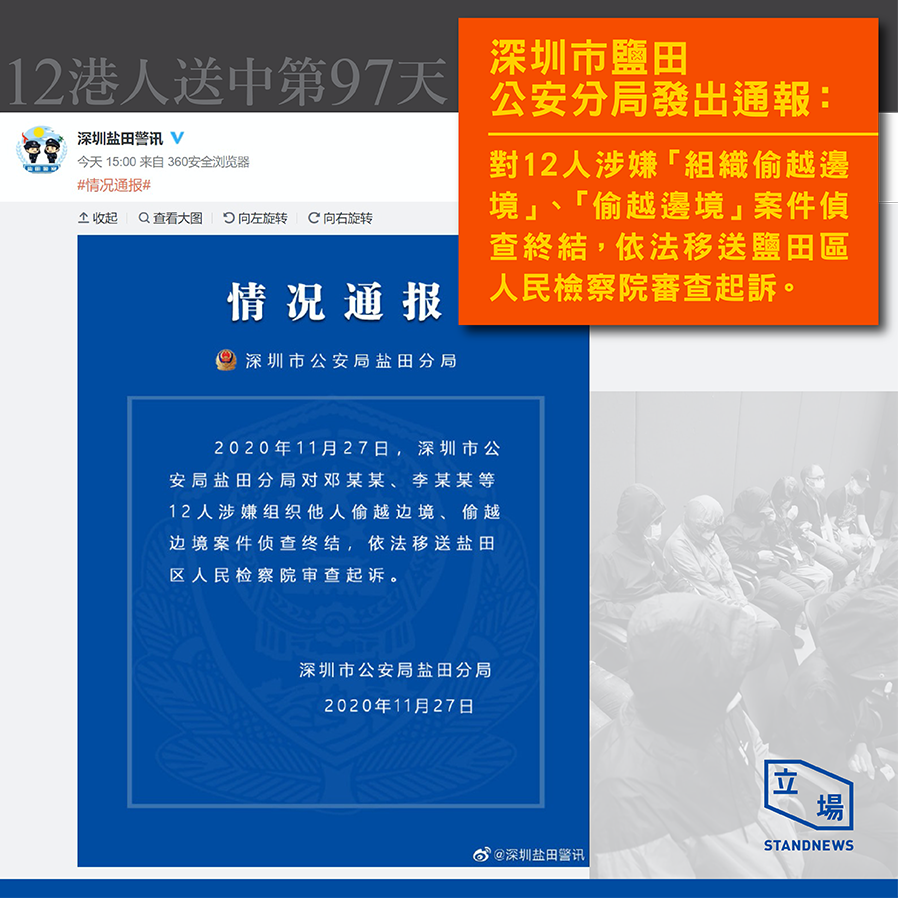 12港人送中第97天
深圳市鹽田
公安分局發出通報：
對12人涉嫌「組織偷越邊
境」、「偷越邊境」案件偵
查終結，依法移送鹽田區
人民檢察院審查起訴。
深圳盐田警讯
今天 15:00 来自 360安全浏览器
#情况通报#
收起 查看大图 向左旋转 向右旋转
情况通报
深圳市公安局盐田分局
2020年11月27日，深圳市公
安局盐田分局对邓某某、李某某等
12人涉嫌组织他人偷越边境、偷越
边境案件侦查终结，依法移送盐田
区人民检察院审查起诉。
深圳市公安局盐田分局
2020年11月27日
@深圳盐田警讯
立場
STANDNEWS